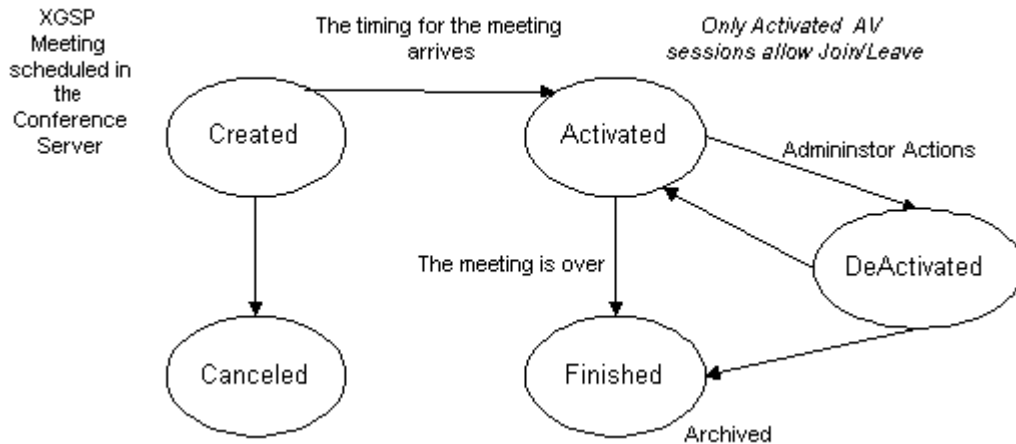 XGSP
Meeting
scheduled in
the
Conference
Server
The timing for the meeting
arrives
Only Activated AV
sessions allow Join/Leave
Created
Activated
Admininstor Actions
DeActivated
The meeting is over
Canceled
Finished
Archived